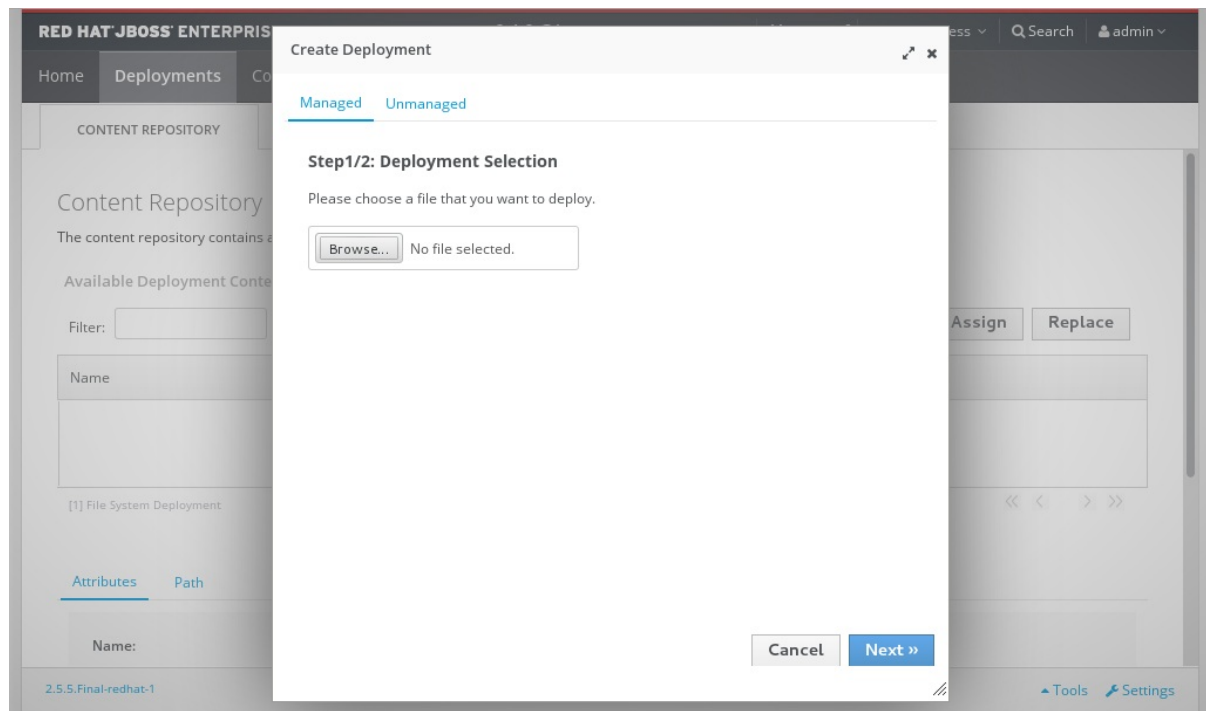 RED HAT JBOSS ENTERPRIS
ess
Search
admin
Home
Deployments
Co
Create Deployment
Managed
Unmanaged
CONTENT REPOSITORY
Step1/2: Deployment Selection
Please choose a file that you want to deploy.
Browse... No file selected.
Content Repository
The content repository contains
Available Deployment Conte
Filter:
Assign
Replace
Name
[1] File System Deployment
« < > »
Attributes
Path
Name:
Cancel
Next »
2.5.5.Final-redhat-1
Tools
Settings